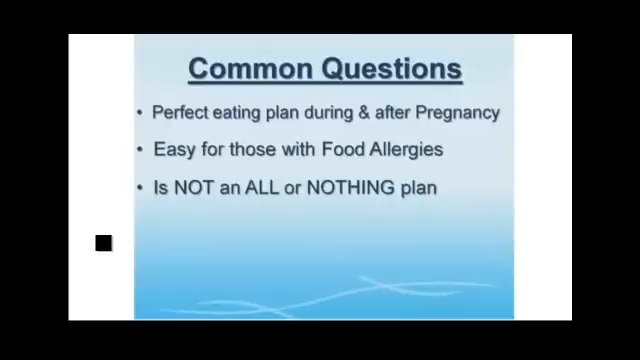 Common Questions
• Perfect eating plan during & after Pregnancy
• Easy for those with Food Allergies
• Is NOT an ALL or NOTHING plan